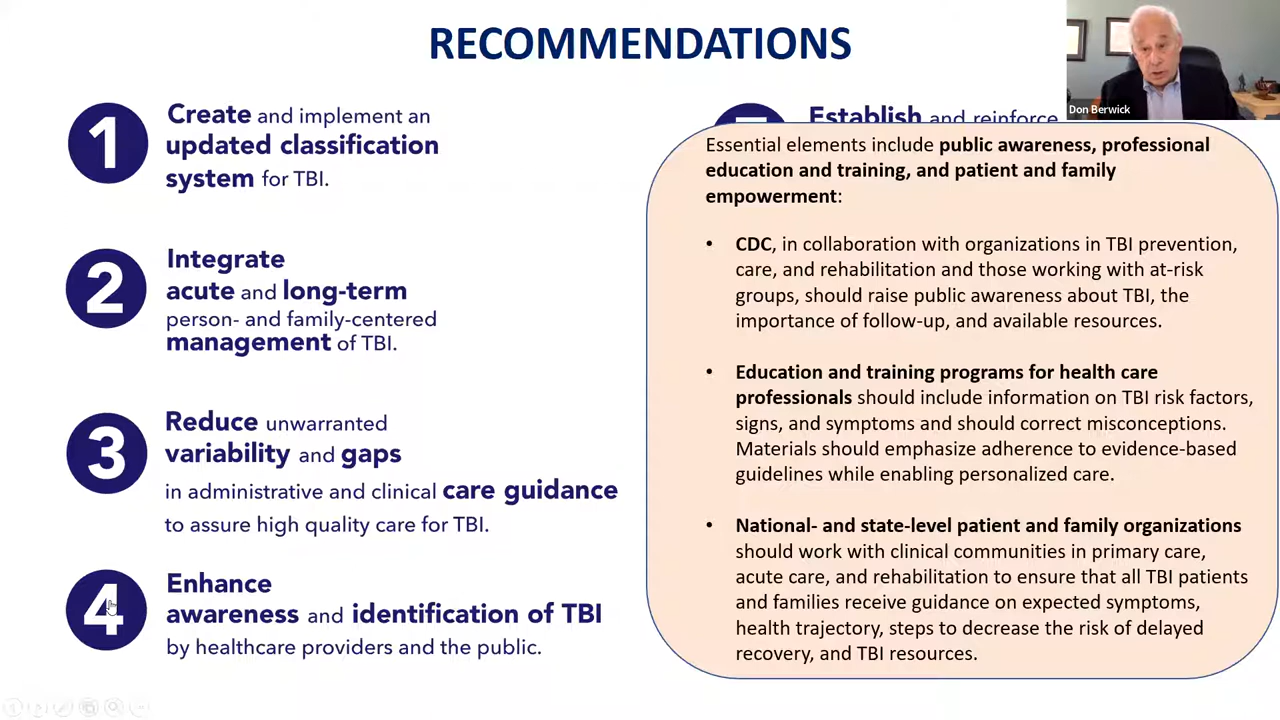 RECOMMENDATIONS
Don Berwick
1
Create and implement an
updated classification
system for TBI.
2
Integrate
acute and long-term
person- and family-centered
management of TBI.
3
Reduce unwarranted
variability and gaps
in administrative and clinical care guidance
to assure high quality care for TBI.
4
Enhance
awareness and identification of TBI
by healthcare providers and the public.
Establish and reinforce
Essential elements include public awareness, professional
education and training, and patient and family
empowerment:
• CDC, in collaboration with organizations in TBI prevention,
care, and rehabilitation and those working with at-risk
groups, should raise public awareness about TBI, the
importance of follow-up, and available resources.
• Education and training programs for health care
professionals should include information on TBI risk factors,
signs, and symptoms and should correct misconceptions.
Materials should emphasize adherence to evidence-based
guidelines while enabling personalized care.
• National- and state-level patient and family organizations
should work with clinical communities in primary care,
acute care, and rehabilitation to ensure that all TBI patients
and families receive guidance on expected symptoms,
health trajectory, steps to decrease the risk of delayed
recovery, and TBI resources.